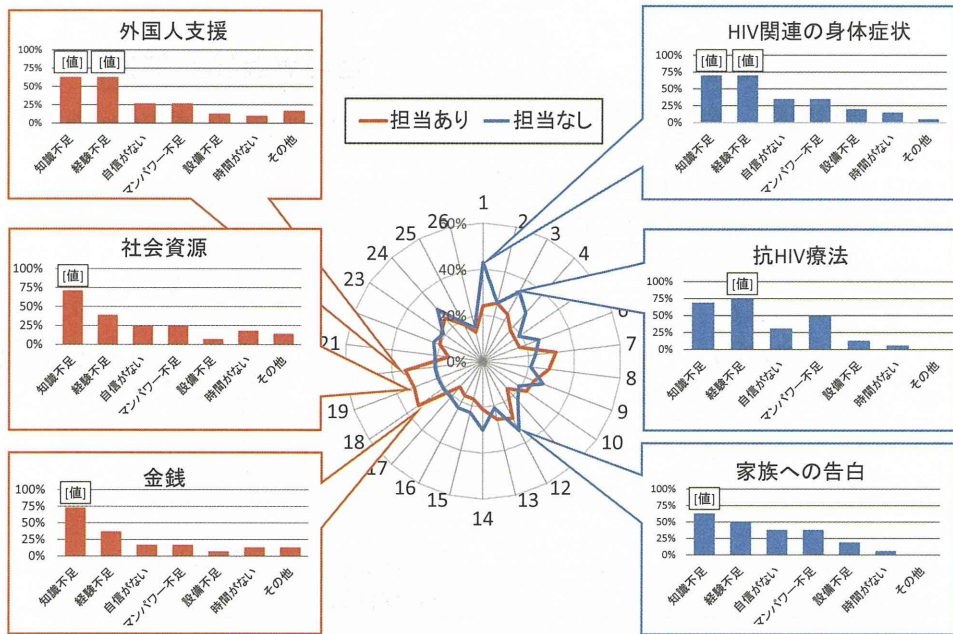 外国人支援
100%
75%
50%
25%
0%
[値]
[値]
知識不足
経験不足
自信がない
マンパワー不足
設備不足
時間がない
その他
社会資源
100%
75%
50%
25%
0%
[値]
知識不足
経験不足
自信がない
マンパワー不足
設備不足
時間がない
その他
金銭
100%
75%
50%
25%
0%
[値]
知識不足
経験不足
自信がない
マンパワー不足
設備不足
時間がない
その他
担当あり
担当なし
60%
40%
20%
0%
1
2
3
4
6
7
8
9
10
12
13
14
15
16
17
18
19
21
23
24
25
26
HIV関連の身体症状
100%
75%
50%
25%
0%
[値]
[値]
知識不足
経験不足
自信がない
マンパワー不足
設備不足
時間がない
その他
抗HIV療法
100%
75%
50%
25%
0%
[値]
知識不足
経験不足
自信がない
マンパワー不足
設備不足
時間がない
その他
家族への告白
100%
75%
50%
25%
0%
[値]
知識不足
経験不足
自信がない
マンパワー不足
設備不足
時間がない
その他